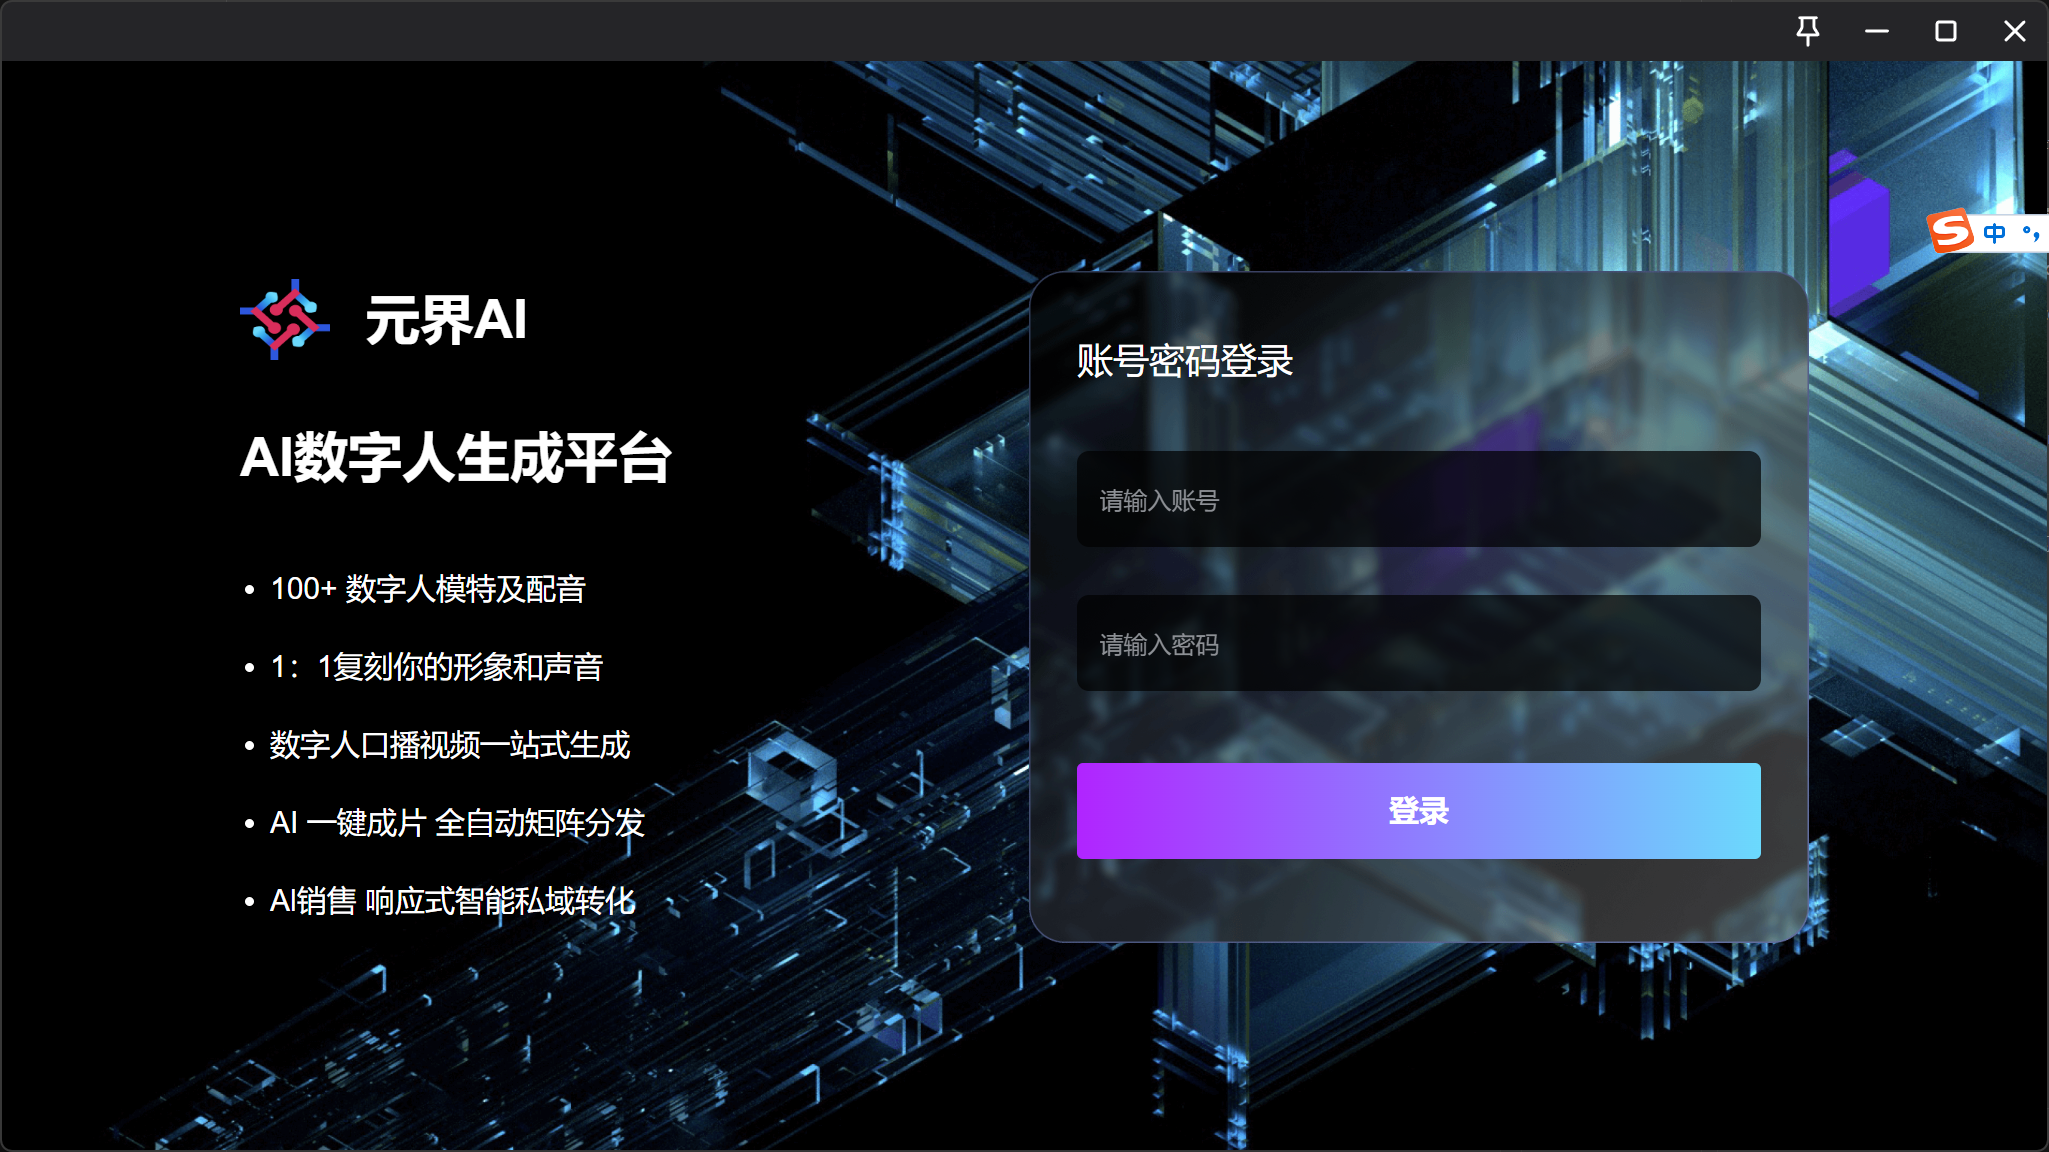 元界AI
AI数字人生成平台
• 100+ 数字人模特及配音
• 1：1复刻你的形象和声音
• 数字人口播视频一站式生成
• AI 一键成片 全自动矩阵分发
• AI销售 响应式智能私域转化
账号密码登录
请输入账号
请输入密码
登录
S 中 °，